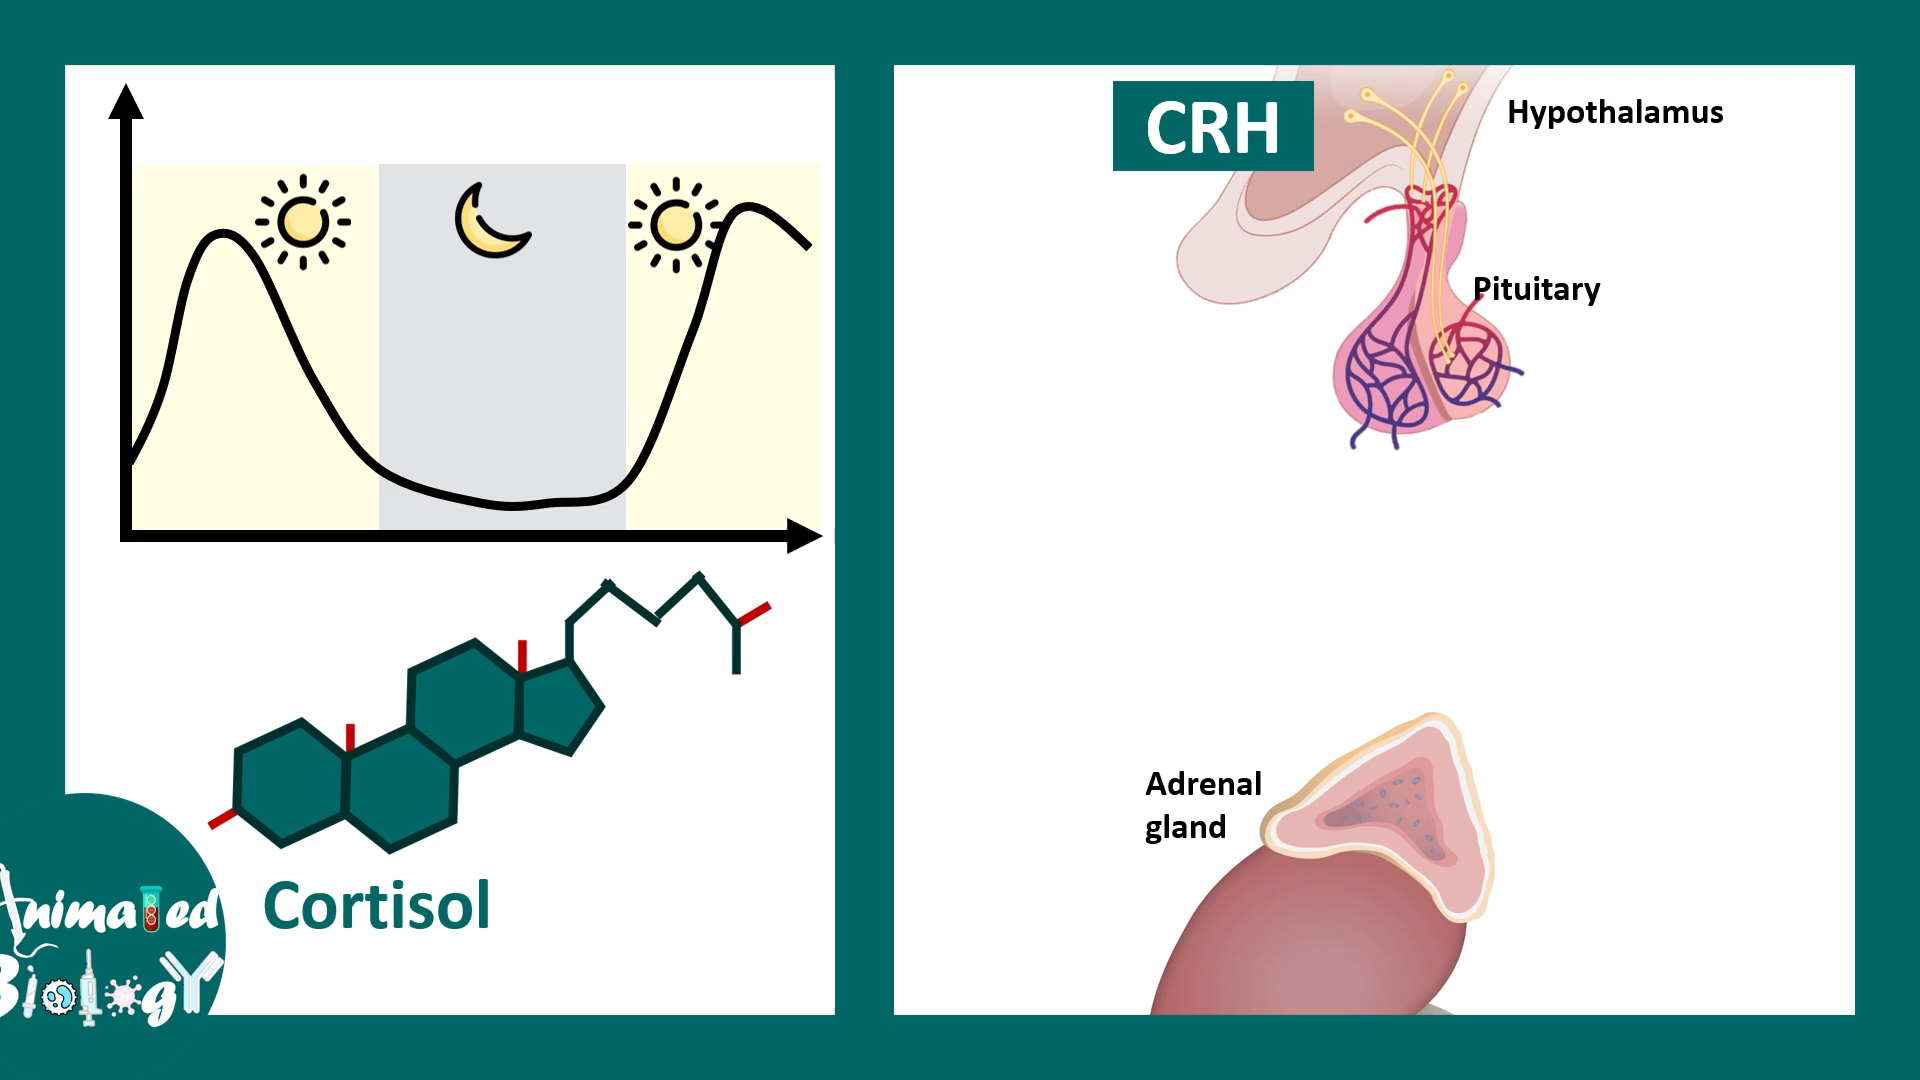 CRH
Hypothalamus
Pituitary
Adrenal
gland
Cortisol
Animated
Biology